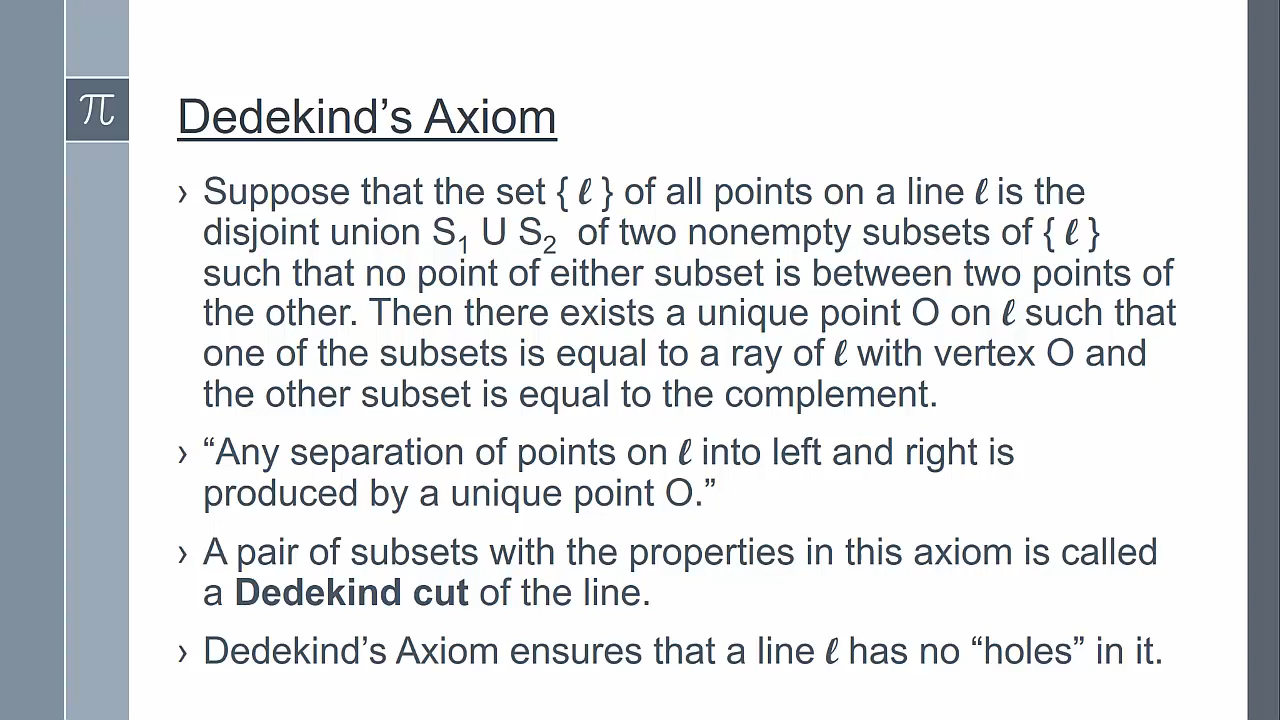 π
Dedekind’s Axiom
› Suppose that the set { ℓ } of all points on a line ℓ is the
disjoint union S₁ U S₂ of two nonempty subsets of { ℓ }
such that no point of either subset is between two points of
the other. Then there exists a unique point O on ℓ such that
one of the subsets is equal to a ray of ℓ with vertex O and
the other subset is equal to the complement.
› “Any separation of points on ℓ into left and right is
produced by a unique point O.”
› A pair of subsets with the properties in this axiom is called
a Dedekind cut of the line.
› Dedekind’s Axiom ensures that a line ℓ has no “holes” in it.